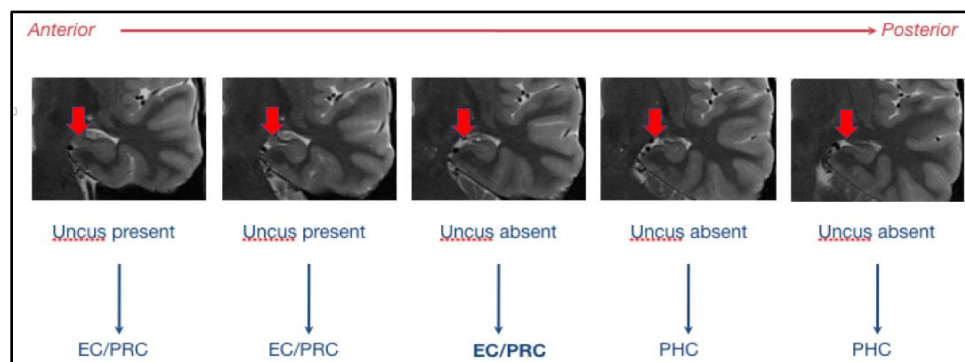 Anterior Posterior
Uncus present Uncus present Uncus absent Uncus absent Uncus absent
EC/PRC EC/PRC EC/PRC PHC PHC